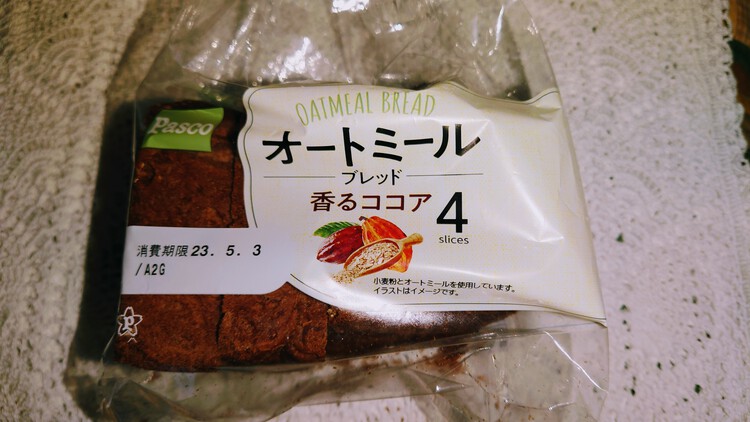 OATMEAL BREAD
Pasco
オートミール
ブレッド
香るココア
4
slices
消費期限23.5.3
/A2G
小麦粉とオートミールを使用しています。
イラストはイメージです。
P